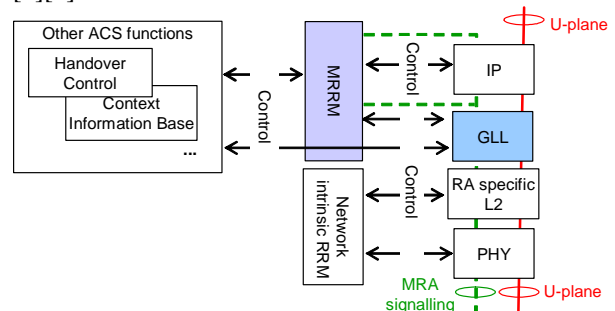 U-plane
Other ACS functions
Handover
Control
Context
Information Base
...
Control
MRRM
Control
IP
GLL
Network
intrinsic RRM
Control
RA specific
L2
PHY
MRA
signalling
U-plane